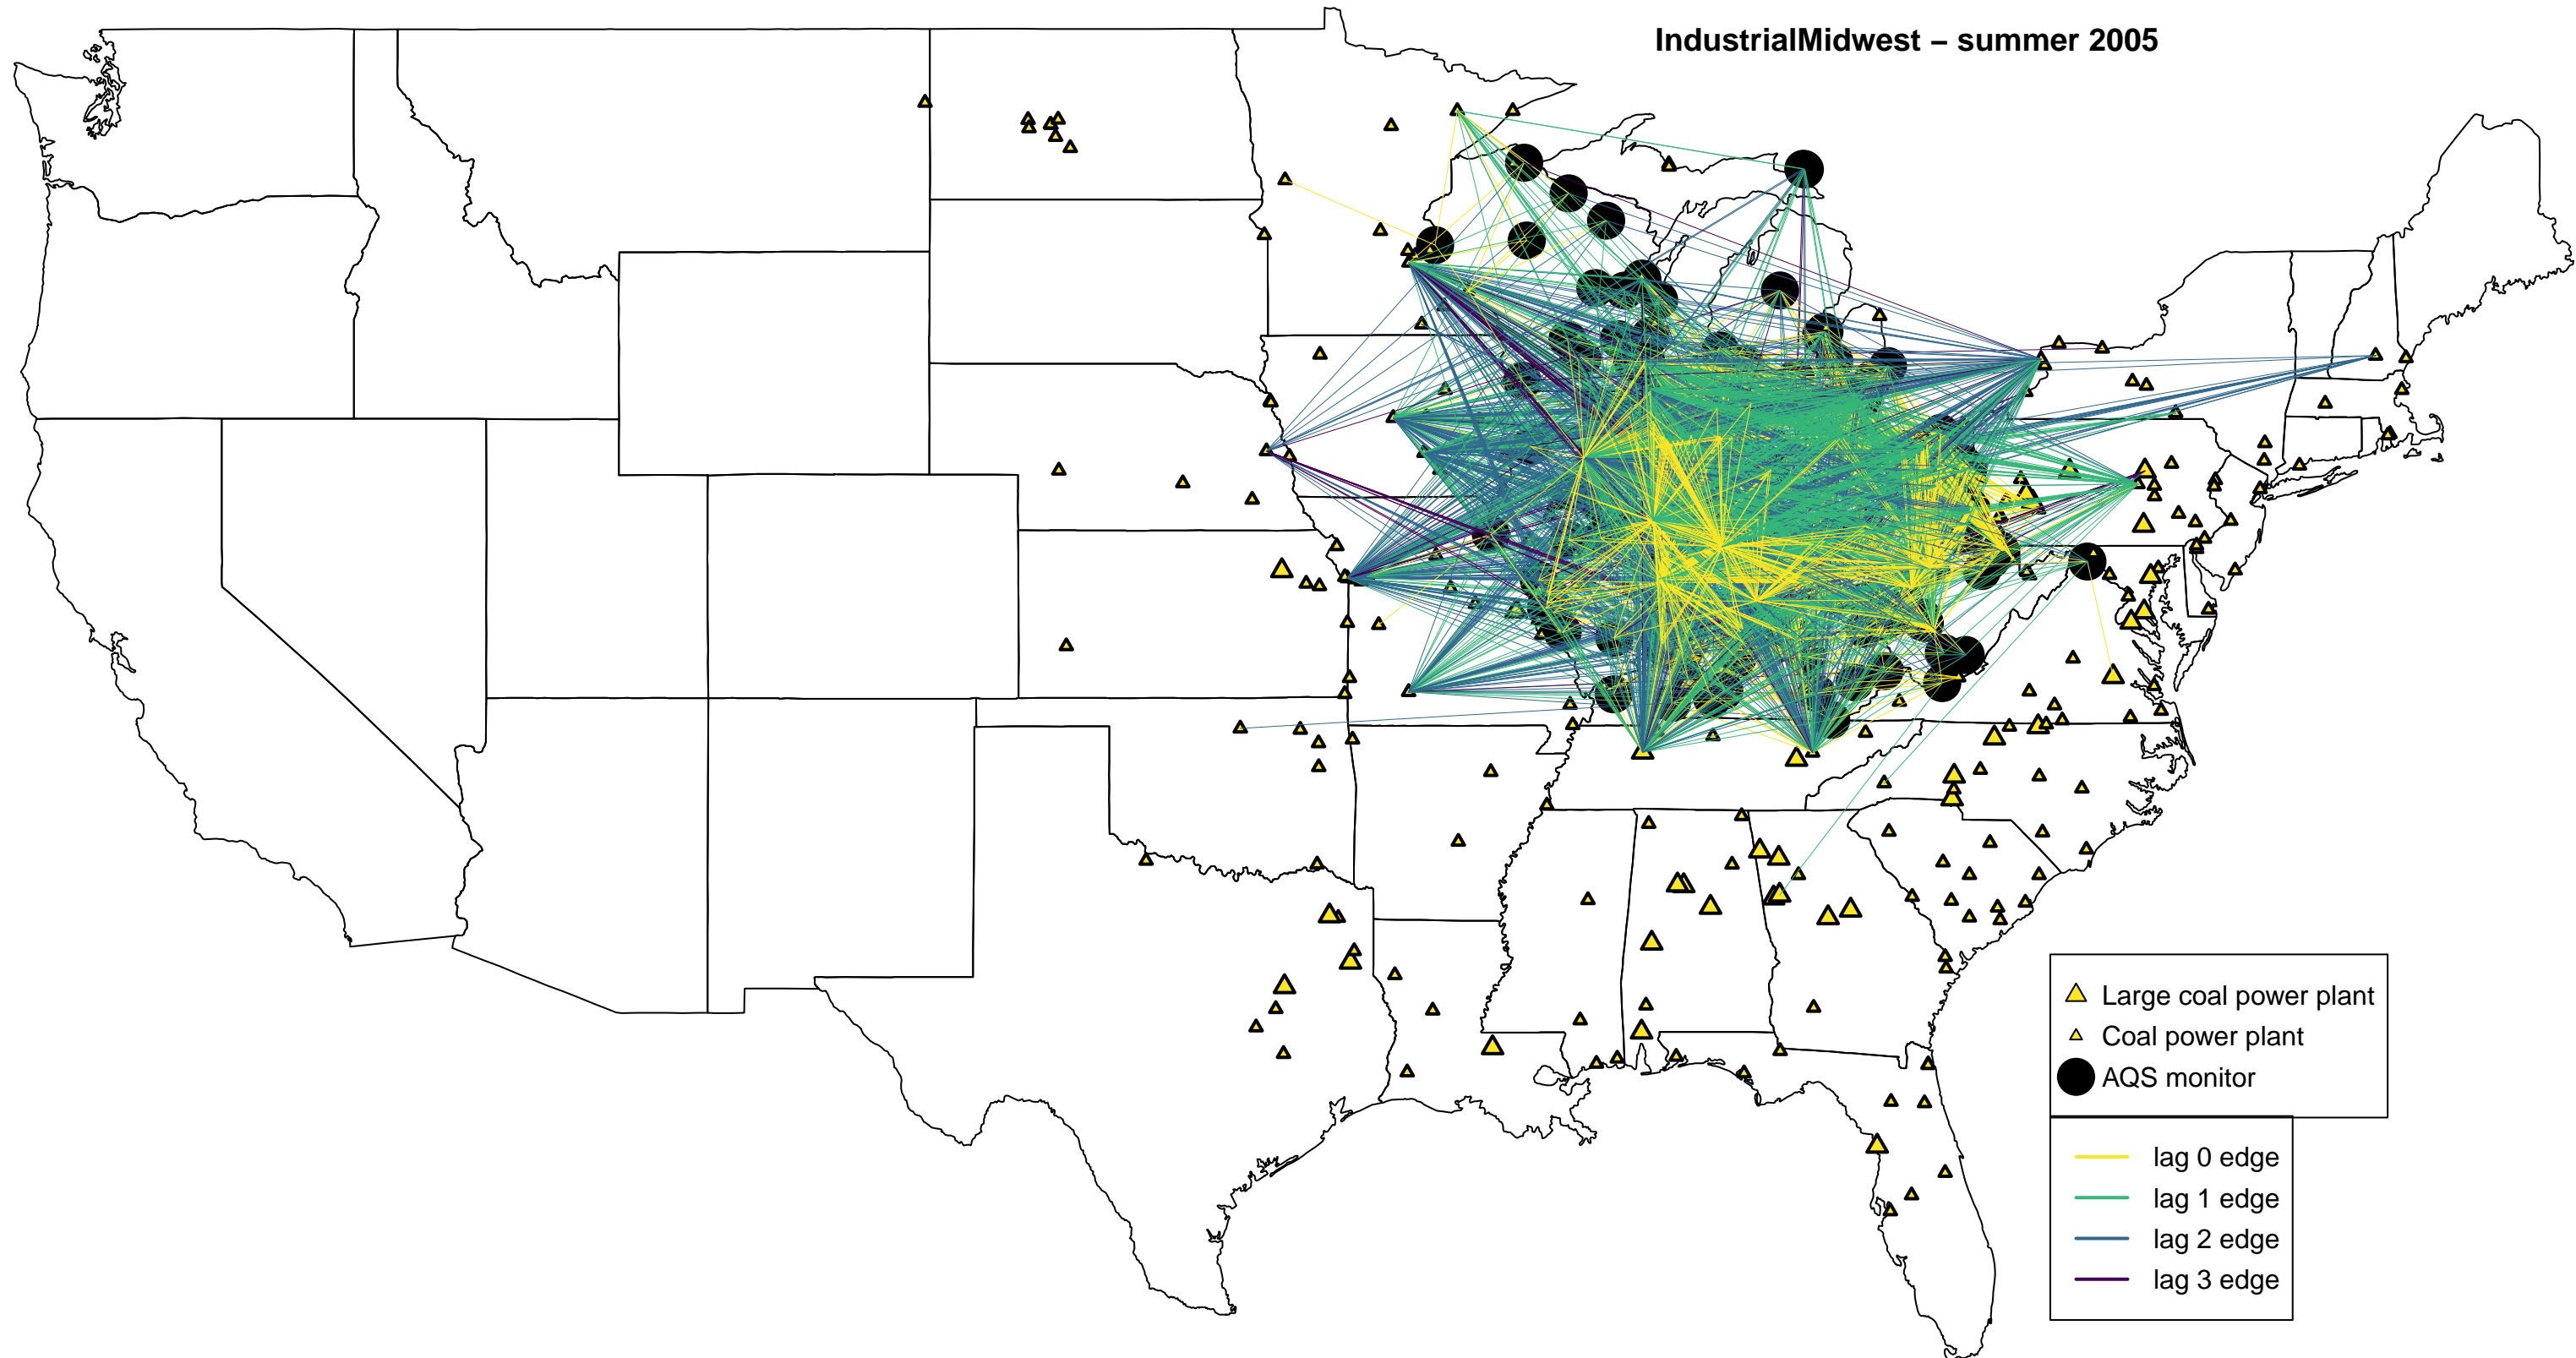 IndustrialMidwest – summer 2005
Large coal power plant
Coal power plant
AQS monitor
lag 0 edge
lag 1 edge
lag 2 edge
lag 3 edge